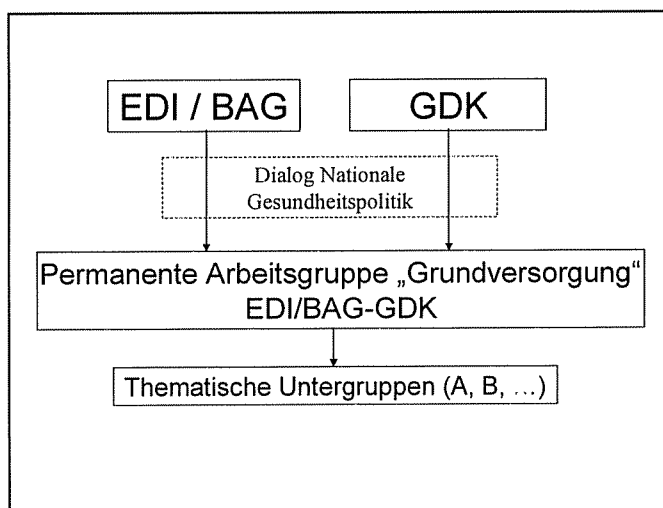 EDI / BAG
GDK
Dialog Nationale
Gesundheitspolitik
Permanente Arbeitsgruppe „Grundversorgung“
EDI/BAG-GDK
Thematische Untergruppen (A, B, …)